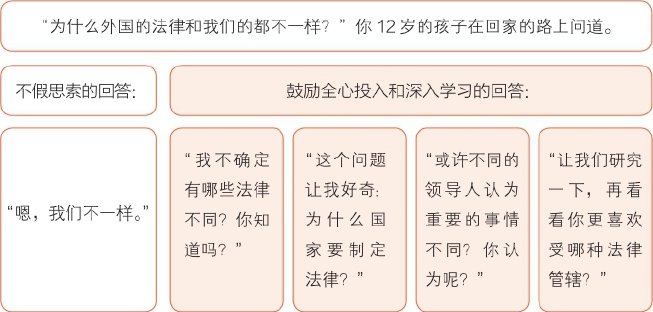 “为什么外国的法律和我们的都不一样？”你12岁的孩子在回家的路上问道。
不假思索的回答：
鼓励全心投入和深入学习的回答：
“嗯，我们不一样。”
“我不确定
有哪些法律
不同？你知
道吗？”
“这个问题
让我好奇：
为什么国
家要制定
法律？”
“或许不同的
领导人认为
重要的事情
不同？你认
为呢？”
“让我们研究
一下，再看
看你更喜欢
受哪种法律
管辖？”